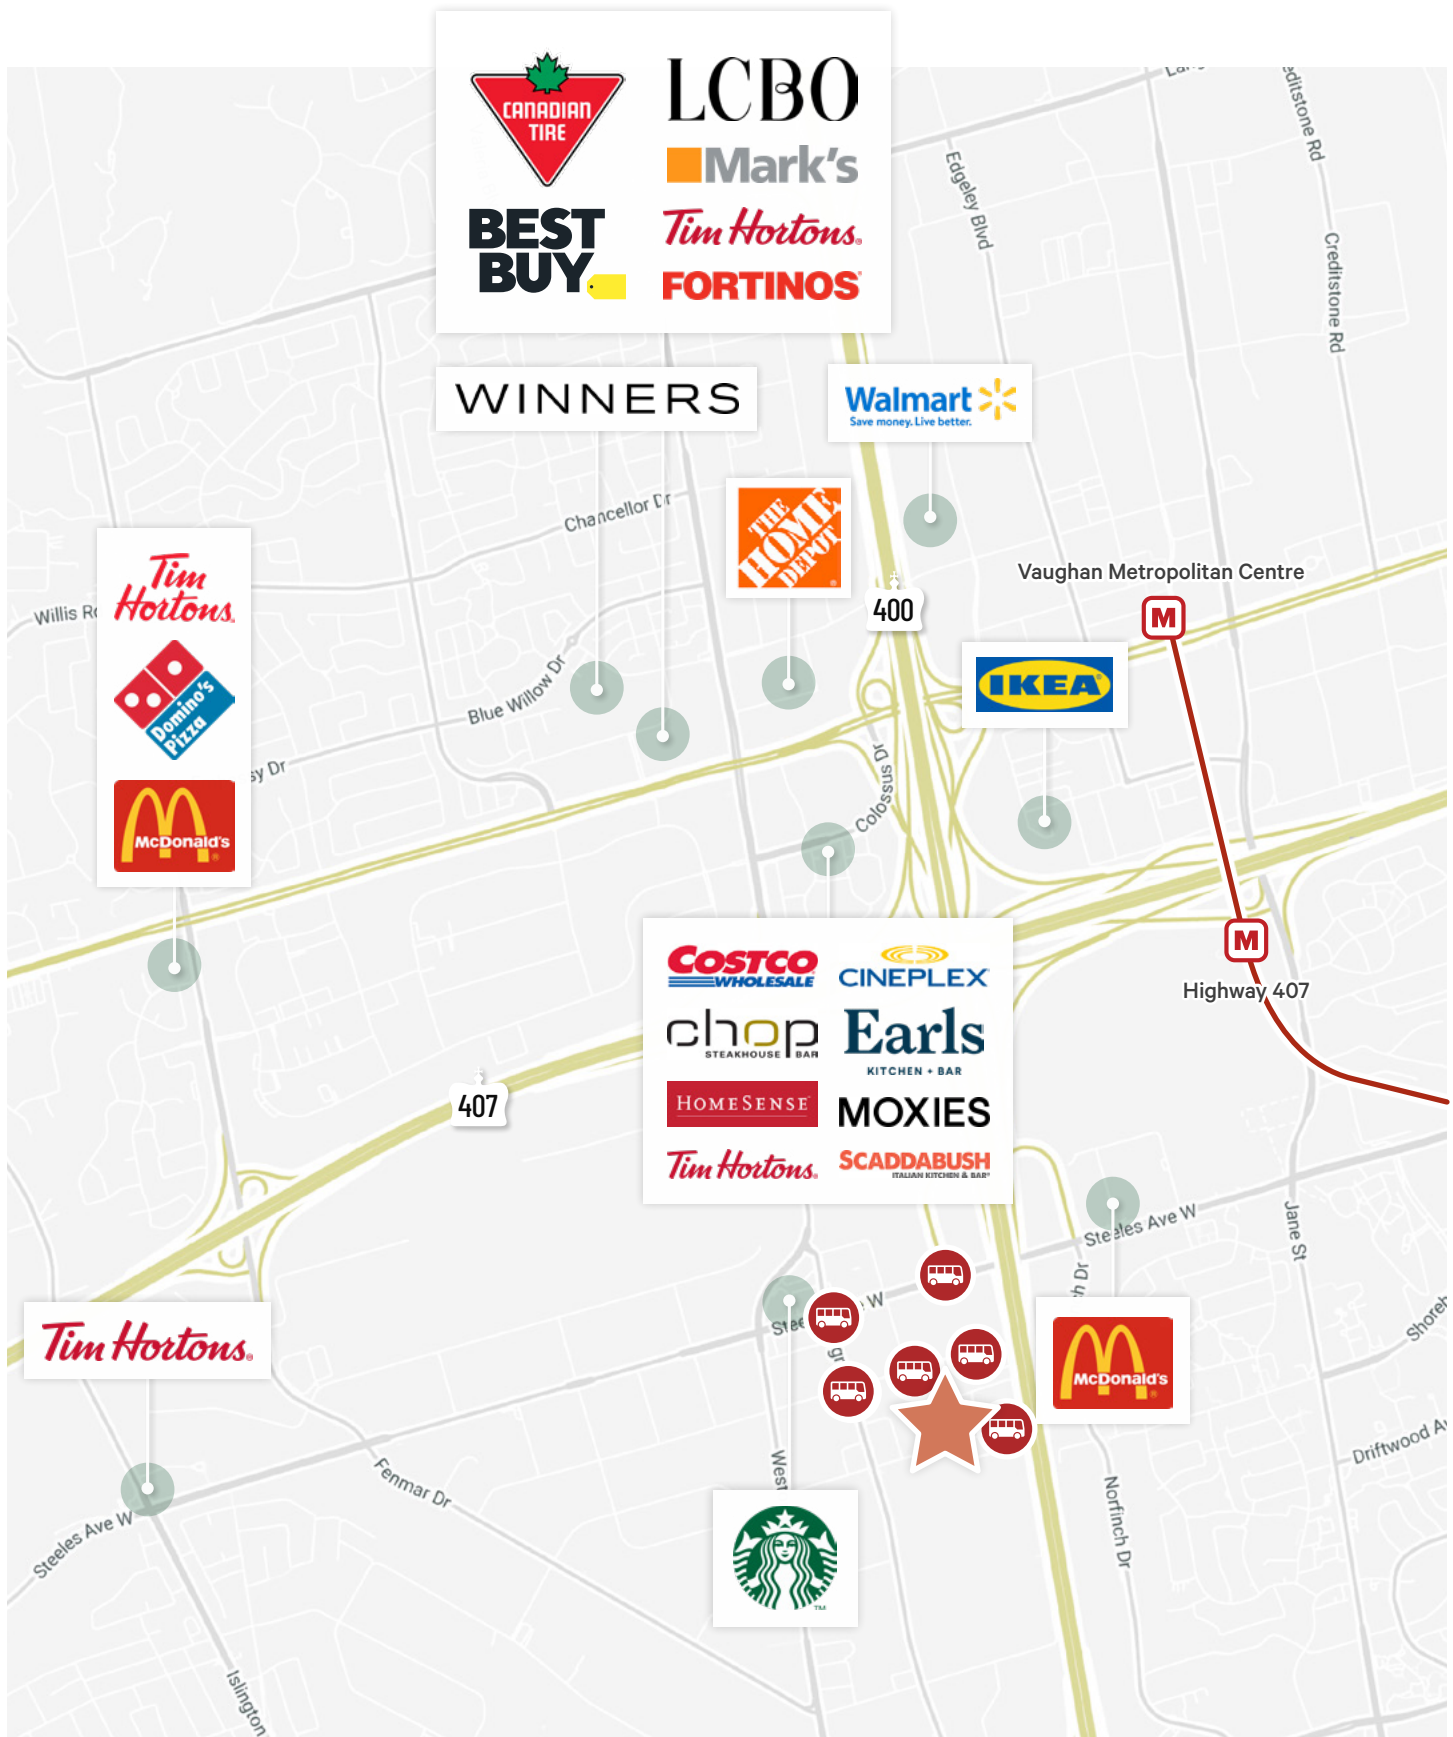 CANADIAN
TIRE
LCBO
Mark's
BEST
BUY
Tim Hortons.
FORTINOS
Edgeley Blvd
Creditstone Rd
WINNERS
Walmart
Save money. Live better.
Chancellor Dr
THE
HOME
DEPOT
400
Vaughan Metropolitan Centre
M
Tim
Hortons.
Willis
Domino's
Pizza
McDonald's
Blue Willow Dr
IKEA
Colossus Dr
M
Highway 407
COSTCO
WHOLESALE
CINEPLEX
chop
STEAKHOUSE BAR
Earls
KITCHEN + BAR
HOMESENSE
MOXIES
Tim Hortons.
SCADDABUSH
ITALIAN KITCHEN & BAR
407
Steeles Ave W
Jane St
W
Dr
Tim Hortons.
McDonald's
Driftwood
Fenmar Dr
West
Norfinch Dr
Steeles Ave W
TM
Islington